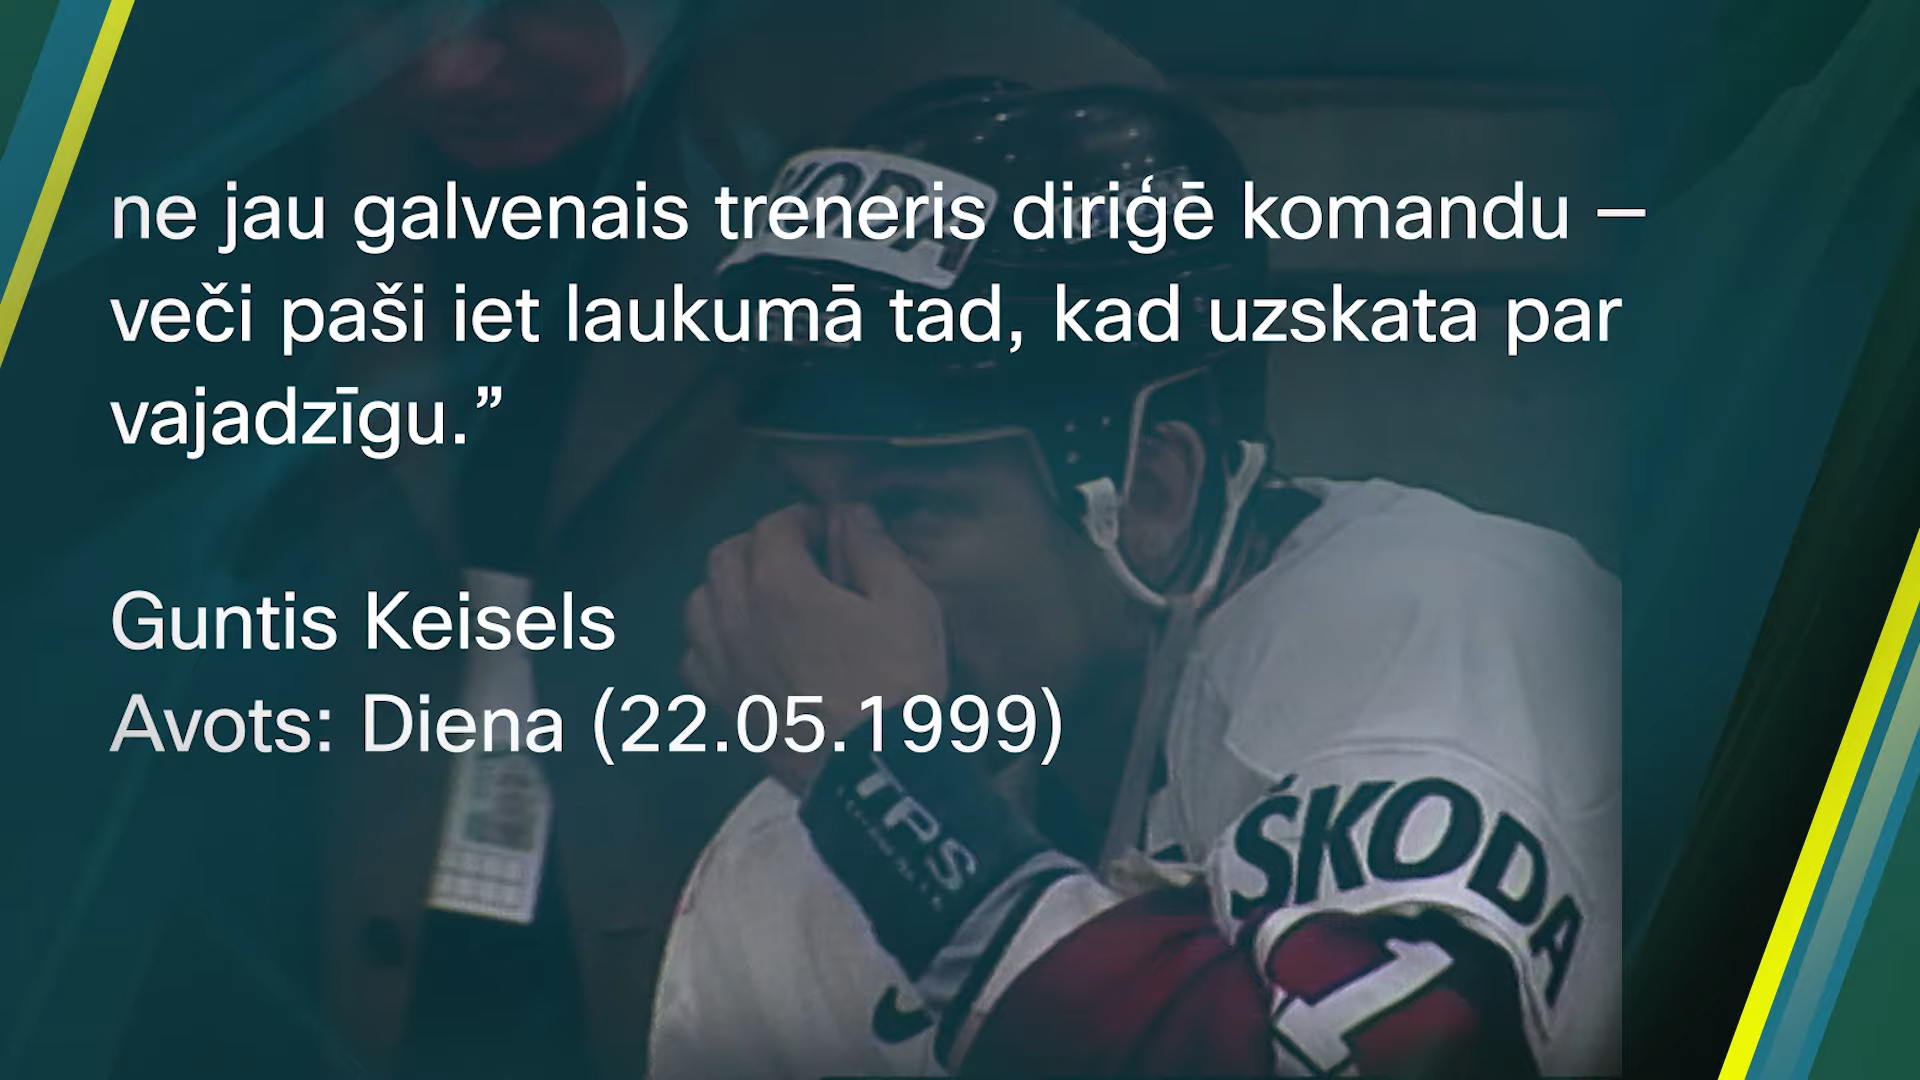 ne jau galvenais treneris diriģē komandu –
veči paši iet laukumā tad, kad uzskata par
vajadzīgu.”
Guntis Keisels
Avots: Diena (22.05.1999)
TPS
ŠKODA
1